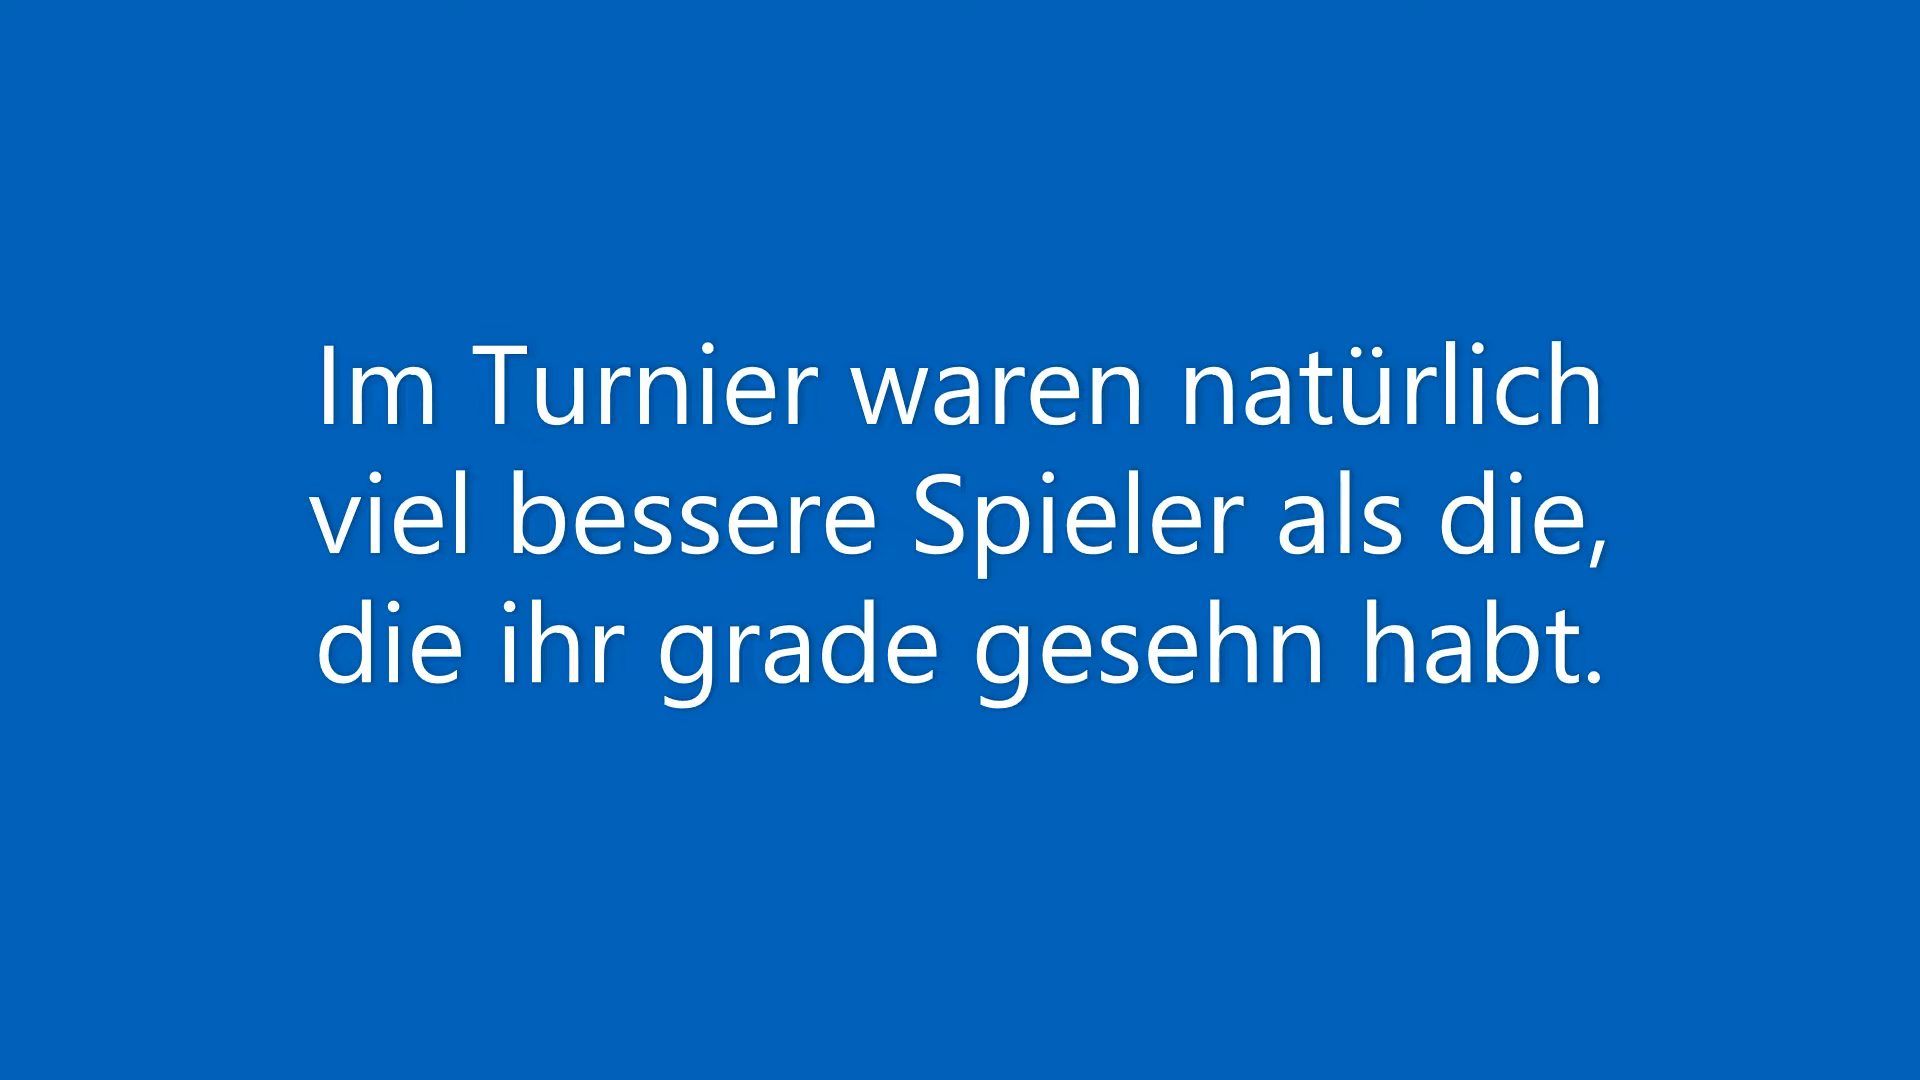 Im Turnier waren natürlich
viel bessere Spieler als die,
die ihr grade gesehn habt.